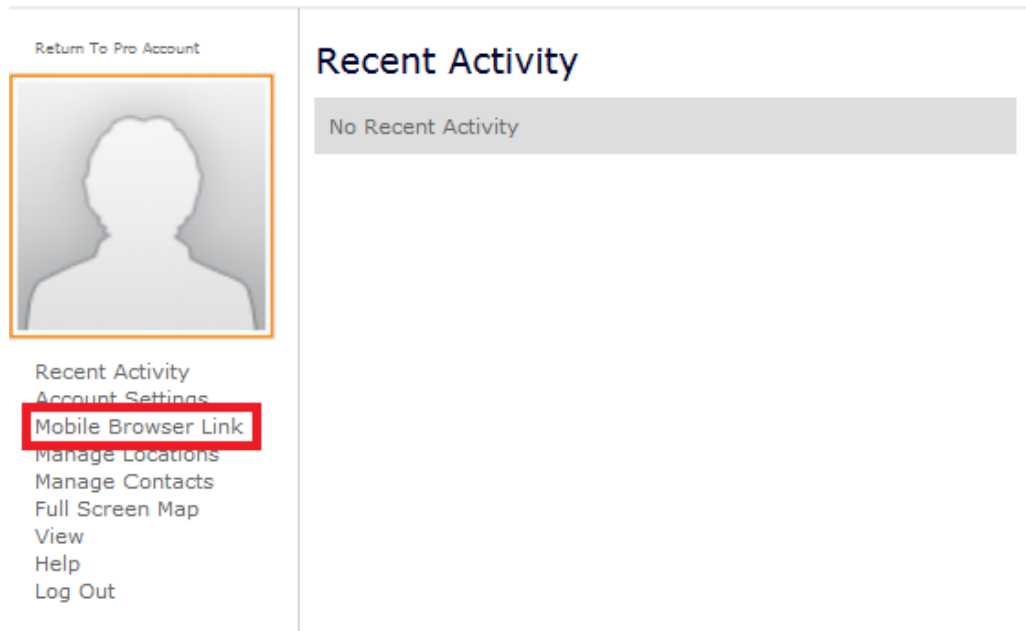 Return To Pro Account
Recent Activity
No Recent Activity
Recent Activity
Account Settings
Mobile Browser Link
Manage Locations
Manage Contacts
Full Screen Map
View
Help
Log Out